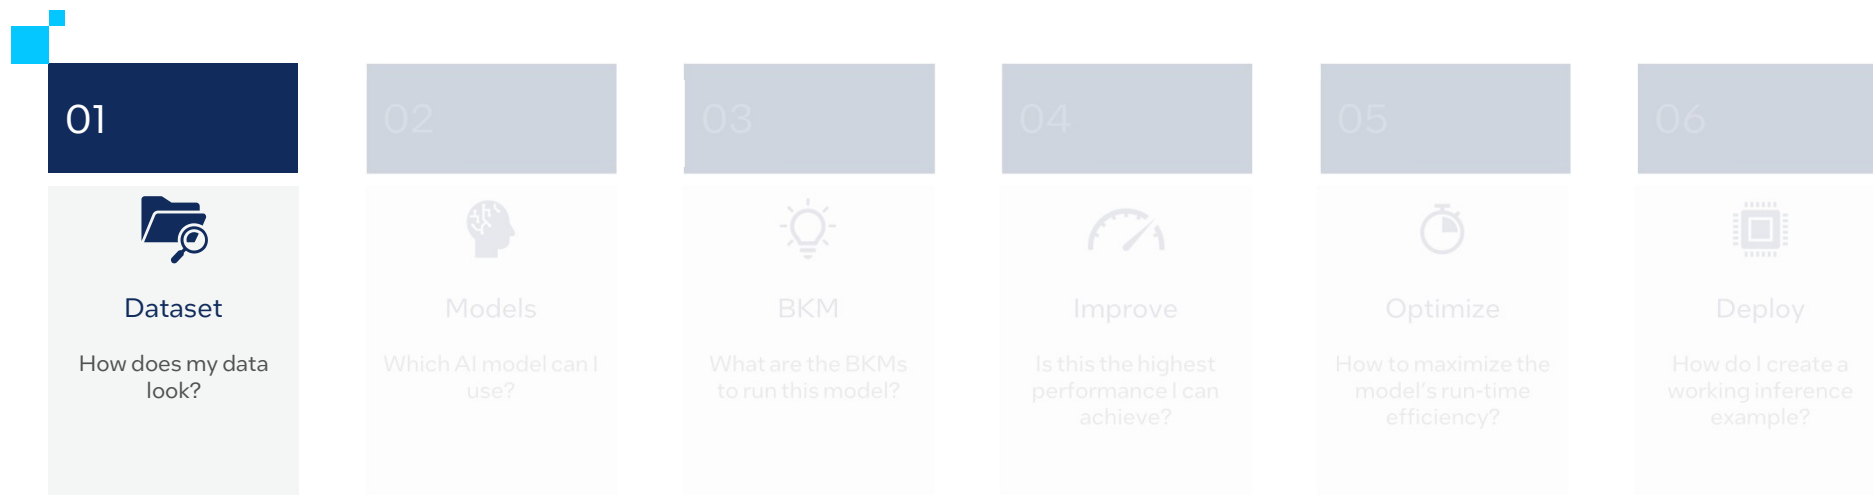 01
Dataset
How does my data
look?
02
Models
Which AI model can I
use?
03
BKM
What are the BKMs
to run this model?
04
Improve
Is this the highest
performance I can
achieve?
05
Optimize
How to maximize the
model's run-time
efficiency?
06
Deploy
How do I create a
working inference
example?